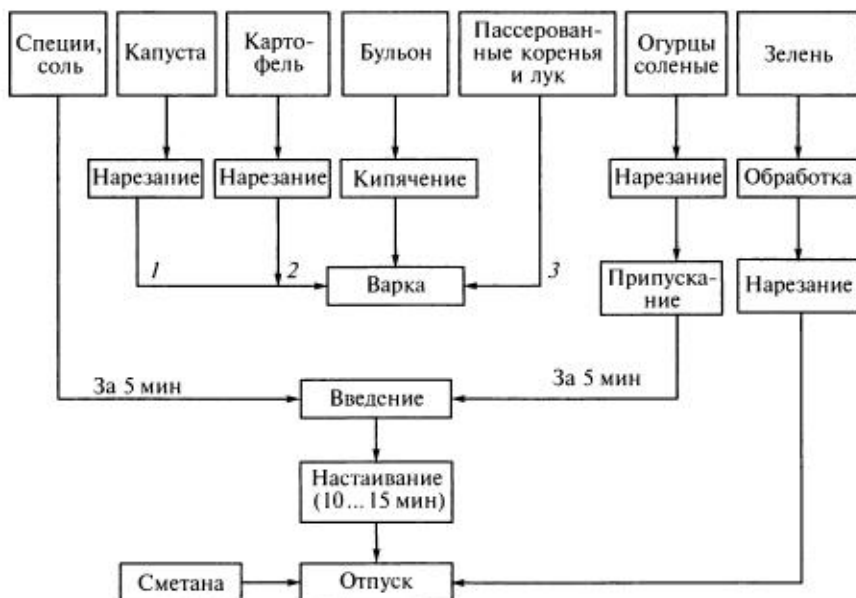 Специи,
соль
Капуста
Карто-
фель
Бульон
Пассерован-
ные коренья
и лук
Огурцы
соленые
Зелень
Нарезание
Нарезание
Кипячение
Нарезание
Обработка
1
2
Варка
3
Припуска-
ние
Нарезание
За 5 мин
Введение
За 5 мин
Настаивание
(10 ... 15 мин)
Сметана
Отпуск